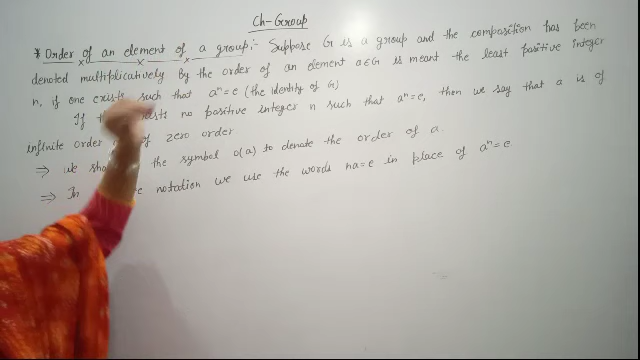 Ch-Group
* Order of an element of a group:- Suppose G is a group and the composition has been
denoted multiplicatively By the order of an element a∈G is meant the least positive integer
n, if one exists such that aⁿ=e (the identity of G)
If exists no positive integer n such that aⁿ=e, then we say that a is of
infinite order of zero order
⇒ we the symbol o(a) to denote the order of a.
⇒ In notation we use the words na=e in place of aⁿ=e